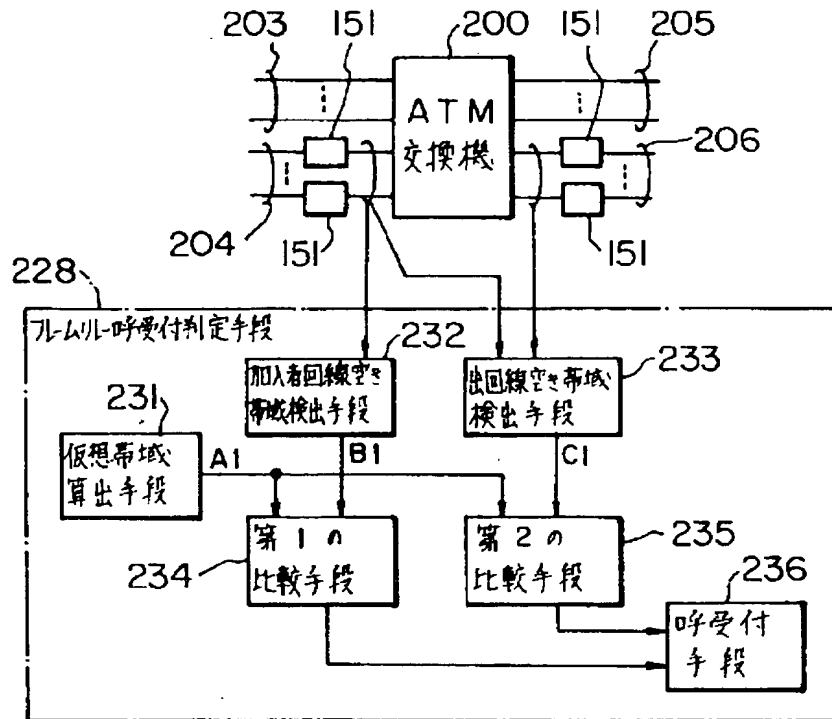 203
151
200
151
205
ATM
交換機
206
204
151
151
228
フレームリレー呼受付判定手段
232
233
加入者回線空き
帯域検出手段
出回線空き帯域
検出手段
231
仮想帯域
算出手段
A1
B1
C1
第1の
比較手段
234
第2の
比較手段
235
236
呼受付
手段